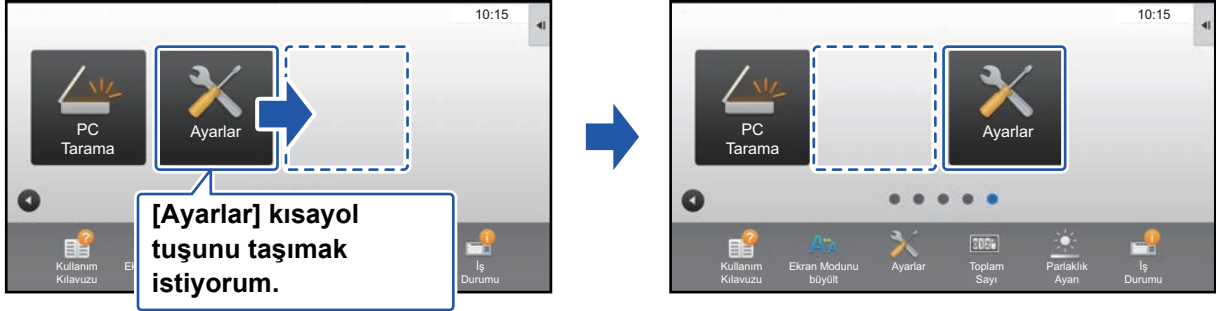 10:15
PC
Tarama
Ayarlar
[Ayarlar] kısayol
tuşunu taşımak
istiyorum.
Kullanım
Kılavuzu
İş
Durumu
10:15
PC
Tarama
Ayarlar
Kullanım
Kılavuzu
Ekran Modunu
büyült
Ayarlar
Toplam
Sayı
Parlaklık
Ayarı
İş
Durumu